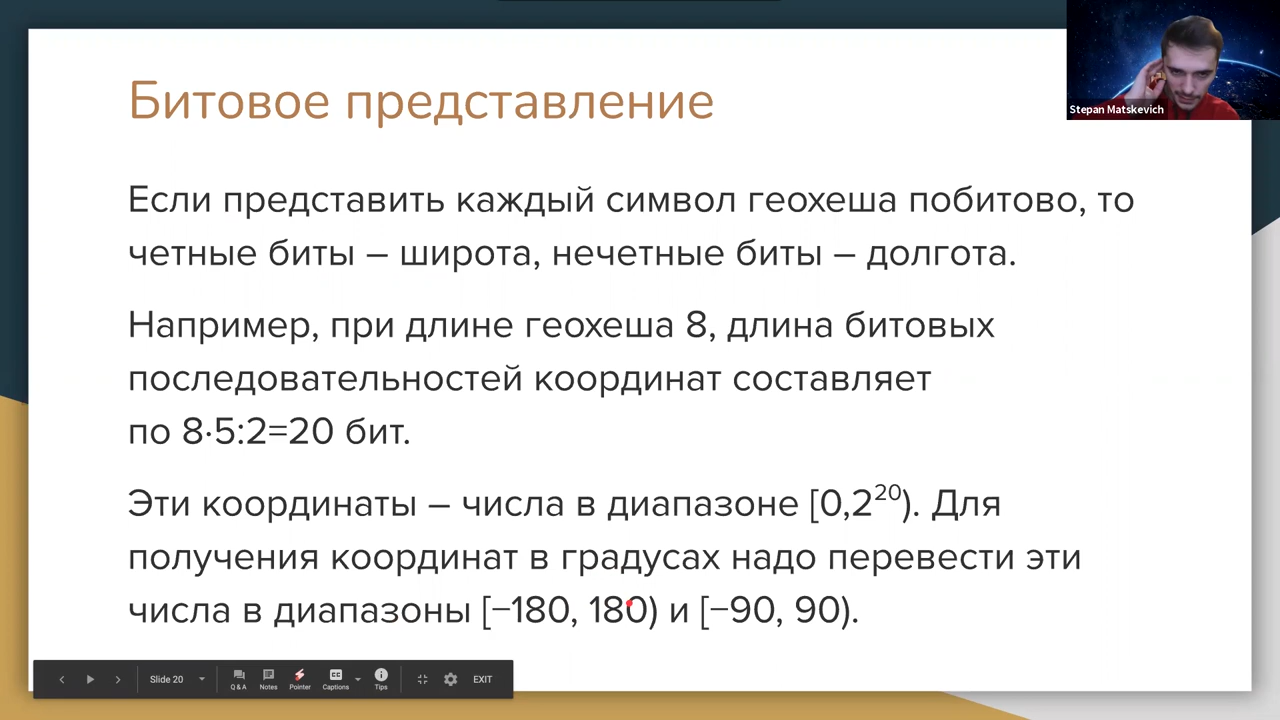 Битовое представление
Stepan Matskevich
Если представить каждый символ геохеша побитово, то
четные биты – широта, нечетные биты – долгота.
Например, при длине геохеша 8, длина битовых
последовательностей координат составляет
по 8·5:2=20 бит.
Эти координаты – числа в диапазоне [0,2²⁰). Для
получения координат в градусах надо перевести эти
числа в диапазоны [−180, 180) и [−90, 90).
Slide 20 Q&A Notes Pointer CC Captions Tips EXIT